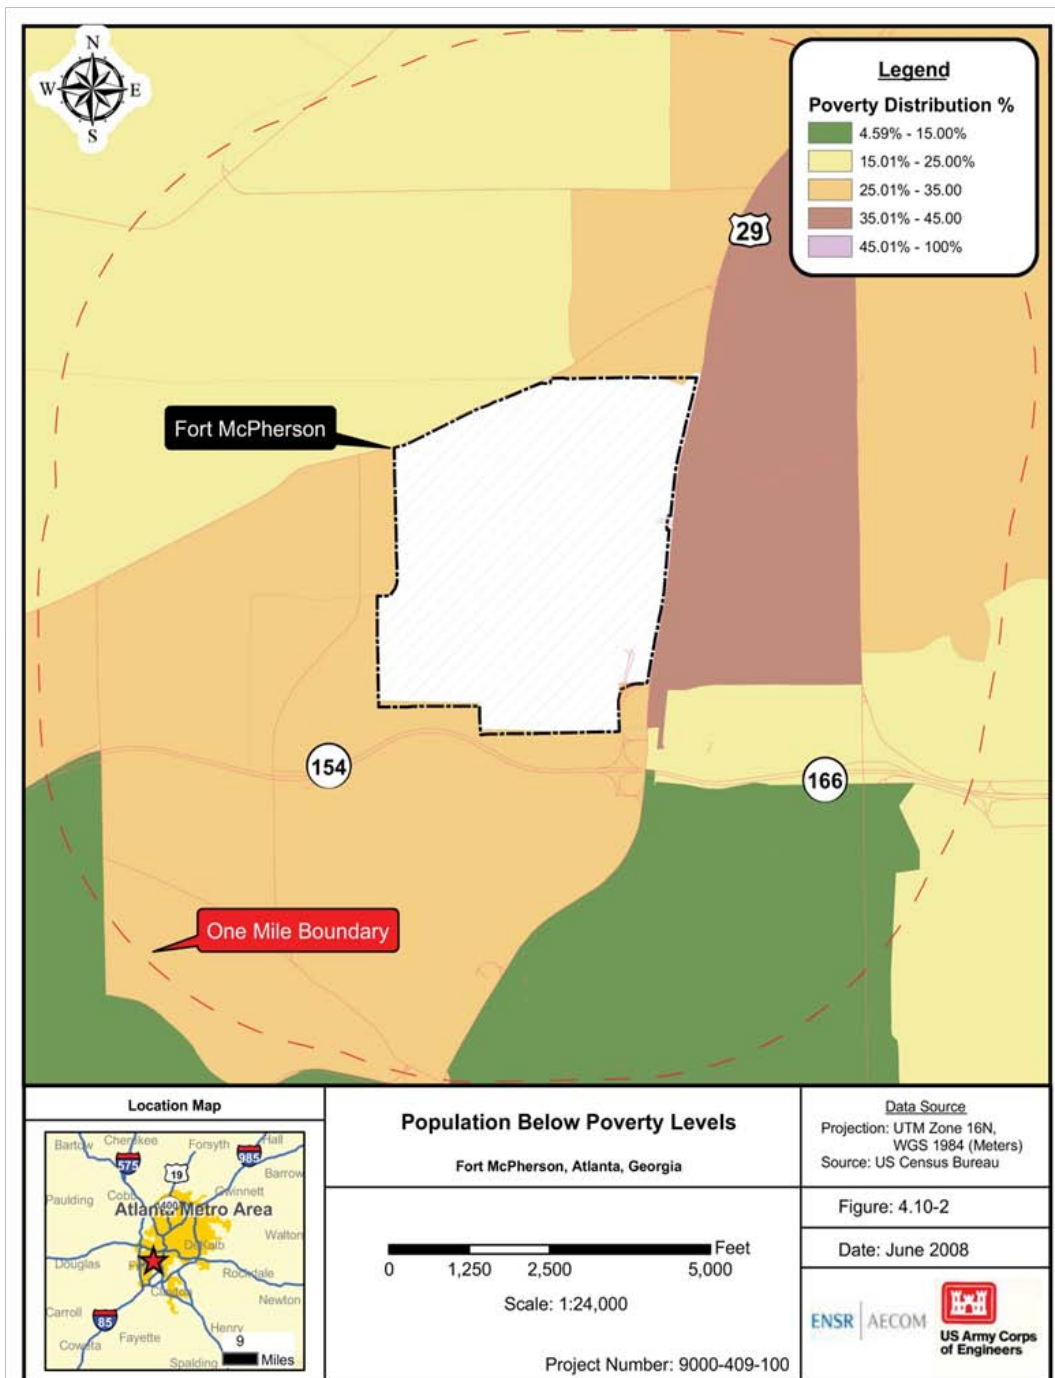 N
W
E
S
Legend
Poverty Distribution %
4.59% - 15.00%
15.01% - 25.00%
25.01% - 35.00
35.01% - 45.00
45.01% - 100%
29
Fort McPherson
154
166
One Mile Boundary
Location Map
Bartow
Cherokee
Forsyth
Hall
575
19
985
Barrow
Paulding
Cobb
400
Gwinnett
Atlanta Metro Area
Walton
DeKalb
Douglas
Rockdale
Clayton
Newton
Carroll
85
Henry
Fayette
Coweta
9
Spalding
Miles
Population Below Poverty Levels
Fort McPherson, Atlanta, Georgia
Feet
0 1,250 2,500 5,000
Scale: 1:24,000
Project Number: 9000-409-100
Data Source
Projection: UTM Zone 16N,
WGS 1984 (Meters)
Source: US Census Bureau
Figure: 4.10-2
Date: June 2008
ENSR | AECOM
US Army Corps
of Engineers